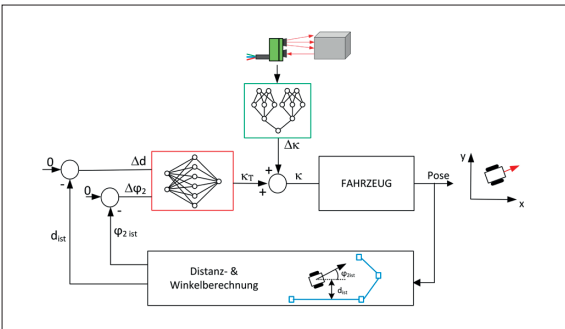 Δκ
0
Δd
-
0
Δφ2
-
κT
+
+
κ
FAHRZEUG
Pose
y
x
dist
φ2 ist
Distanz- &
Winkelberechnung
φ2ist
dist